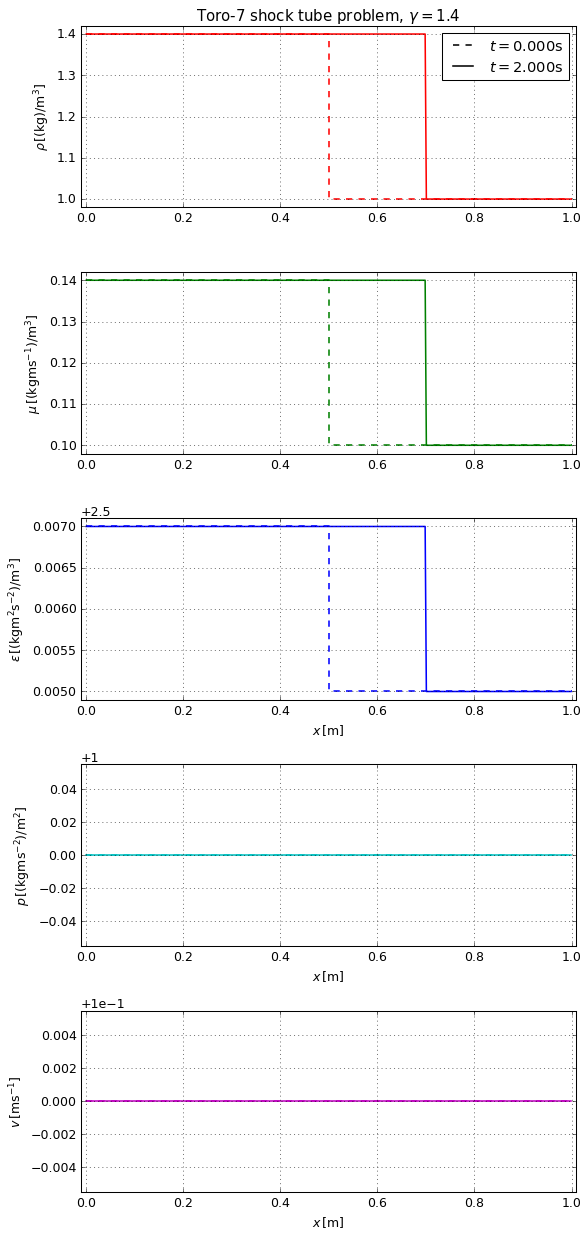 Toro-7 shock tube problem, γ=1.4
1.4
1.3
1.2
1.1
1.0
ρ [(kg)/m³]
t=0.000s
t=2.000s
0.0 0.2 0.4 0.6 0.8 1.0
0.14
0.13
0.12
0.11
0.10
μ [(kgms⁻¹)/m³]
0.0 0.2 0.4 0.6 0.8 1.0
+2.5
0.0070
0.0065
0.0060
0.0055
0.0050
ε [(kgm²s⁻²)/m³]
0.0 0.2 0.4 0.6 0.8 1.0
x [m]
+1
0.04
0.02
0.00
−0.02
−0.04
p [(kgms⁻²)/m²]
0.0 0.2 0.4 0.6 0.8 1.0
x [m]
+1e−1
0.004
0.002
0.000
−0.002
−0.004
v [ms⁻¹]
0.0 0.2 0.4 0.6 0.8 1.0
x [m]